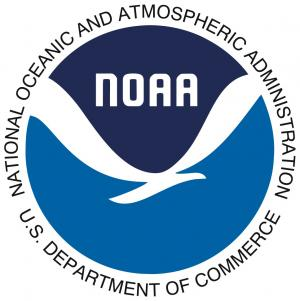 NATIONAL OCEANIC AND ATMOSPHERIC ADMINISTRATION
NOAA
U.S. DEPARTMENT OF COMMERCE